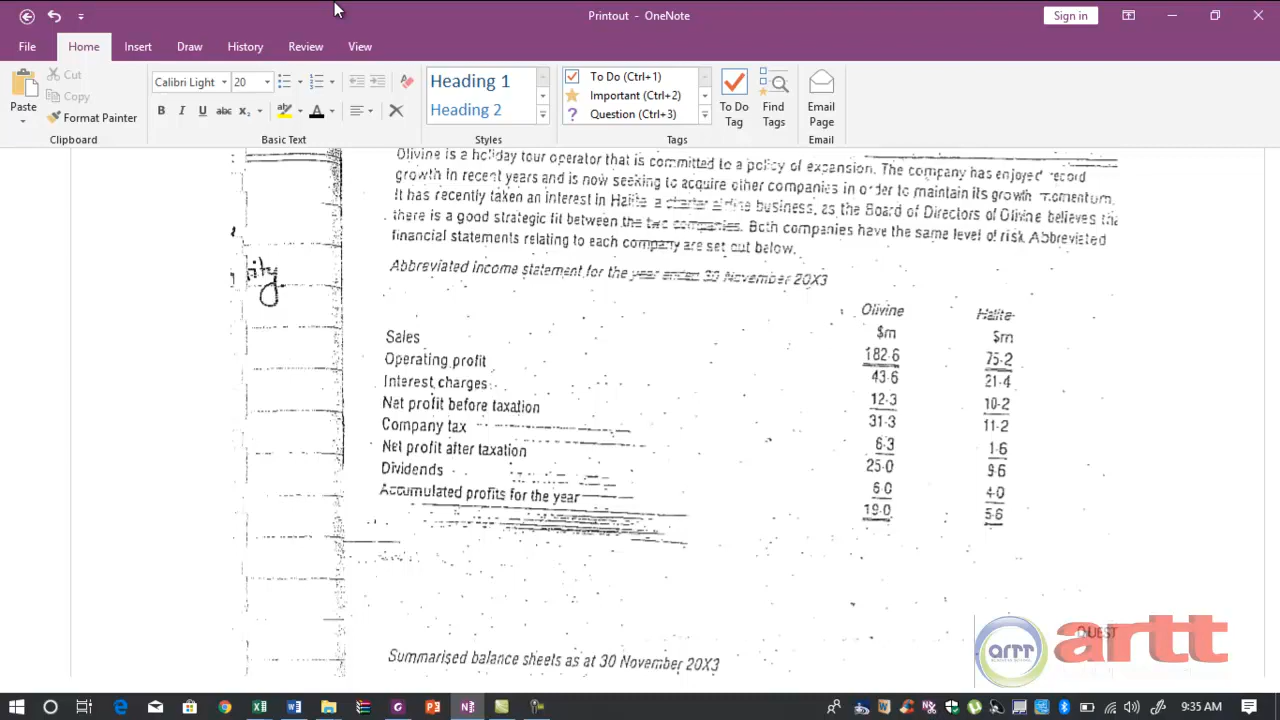 Printout - OneNote
Sign in
File Home Insert Draw History Review View
Paste
Cut
Copy
Format Painter
Clipboard
Calibri Light 20
B I U abc X₂ aby A
Basic Text
Heading 1
Heading 2
Styles
To Do (Ctrl+1)
Important (Ctrl+2)
Question (Ctrl+3)
To Do Tag
Find Tags
Tags
Email Page
Email
Olivine is a holiday tour operator that is committed to a policy of expansion. The company has enjoyed record
growth in recent years and is now seeking to acquire other companies in order to maintain its growth momentum.
It has recently taken an interest in Halite a charter airline business, as the Board of Directors of Olivine believes tha
there is a good strategic fit between the two companies. Both companies have the same level of risk. Abbreviated
financial statements relating to each company are set out below.
lity
Abbreviated income statement for the year ended 30 November 20X3
Olivine Halite
$m $m
Sales 182·6 75·2
Operating profit 43·6 21·4
Interest charges 12·3 10·2
Net profit before taxation 31·3 11·2
Company tax 6·3 1·6
Net profit after taxation 25·0 9·6
Dividends 6·0 4·0
Accumulated profits for the year 19·0 5·6
QUEST
artt
artt
Summarised balance sheets as at 30 November 20X3
9:35 AM